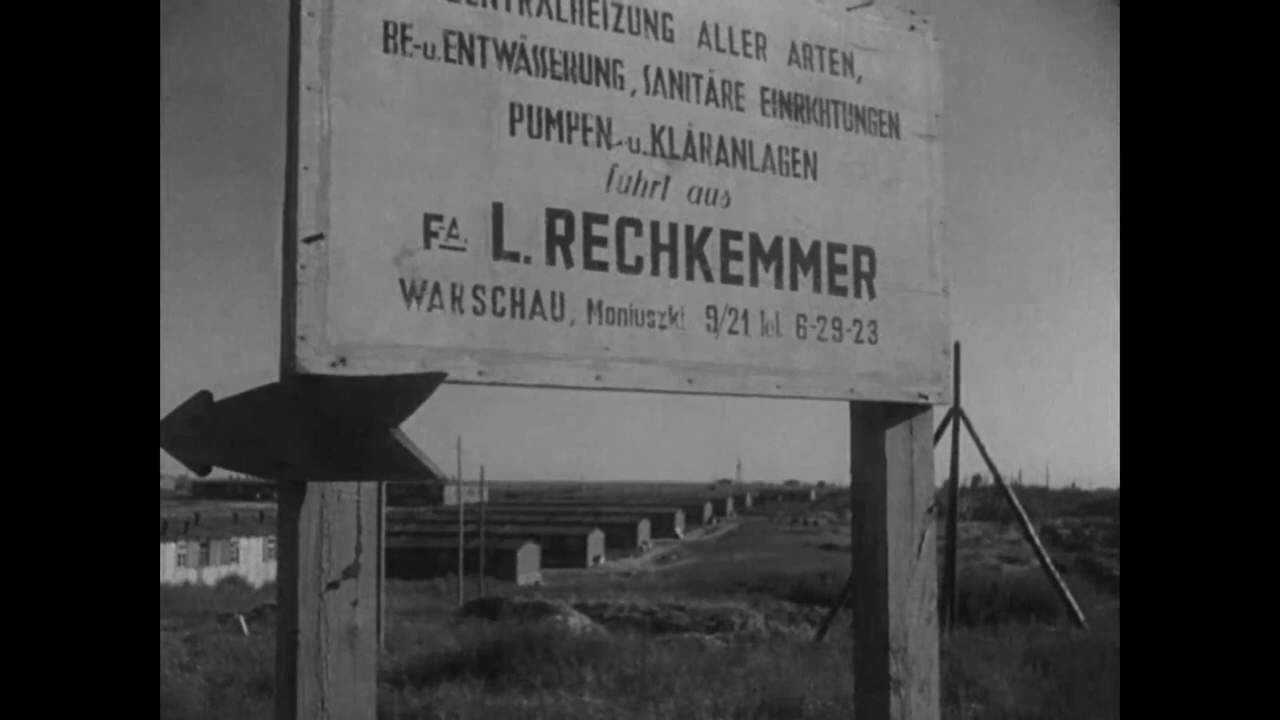 ZENTRALHEIZUNG ALLER ARTEN,
BE-u. ENTWÄSSERUNG, SANITÄRE EINRICHTUNGEN
PUMPEN- u. KLÄRANLAGEN
führt aus
FA. L. RECHKEMMER
WARSCHAU, Moniuszki 9/21 tel. 6-29-23